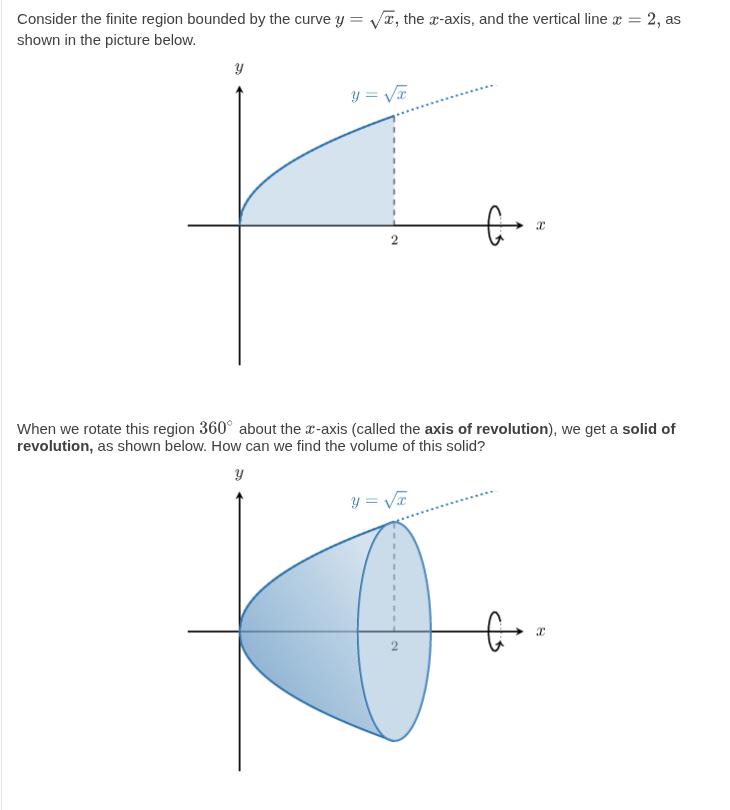 Consider the finite region bounded by the curve y = √x, the x-axis, and the vertical line x = 2, as
shown in the picture below.
y
y = √x
x
2
When we rotate this region 360° about the x-axis (called the axis of revolution), we get a solid of
revolution, as shown below. How can we find the volume of this solid?
y
y = √x
x
2